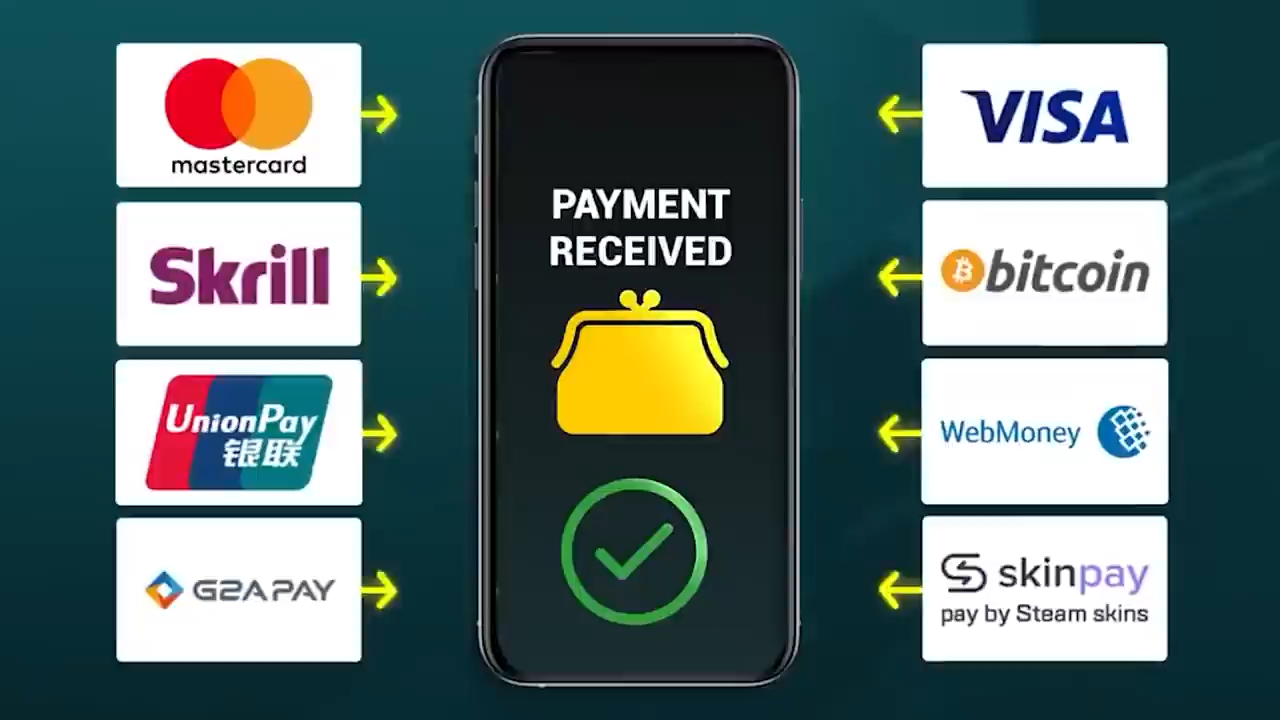 mastercard
Skrill
UnionPay
银联
G2A PAY
PAYMENT
RECEIVED
VISA
bitcoin
WebMoney
skinpay
pay by Steam skins